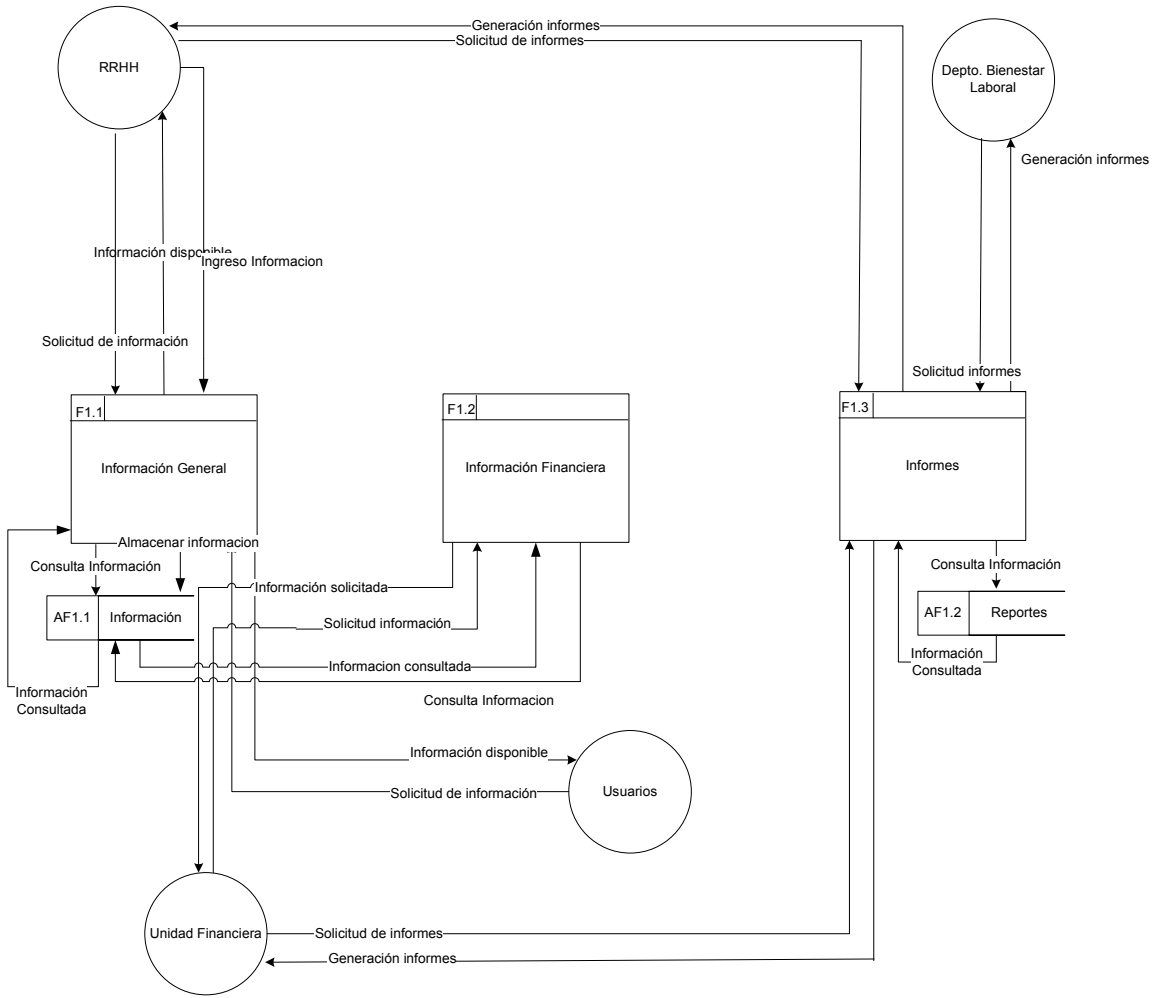 Generación informes
Solicitud de informes
RRHH
Depto. Bienestar
Laboral
Generación informes
Información disponible
Ingreso Informacion
Solicitud de información
Solicitud informes
F1.1
F1.2
F1.3
Información General
Información Financiera
Informes
Almacenar informacion
Consulta Información
Consulta Información
Información solicitada
AF1.1
Información
AF1.2
Reportes
Solicitud información
Informacion consultada
Información
Consultada
Información
Consultada
Consulta Informacion
Información disponible
Solicitud de información
Usuarios
Unidad Financiera
Solicitud de informes
Generación informes